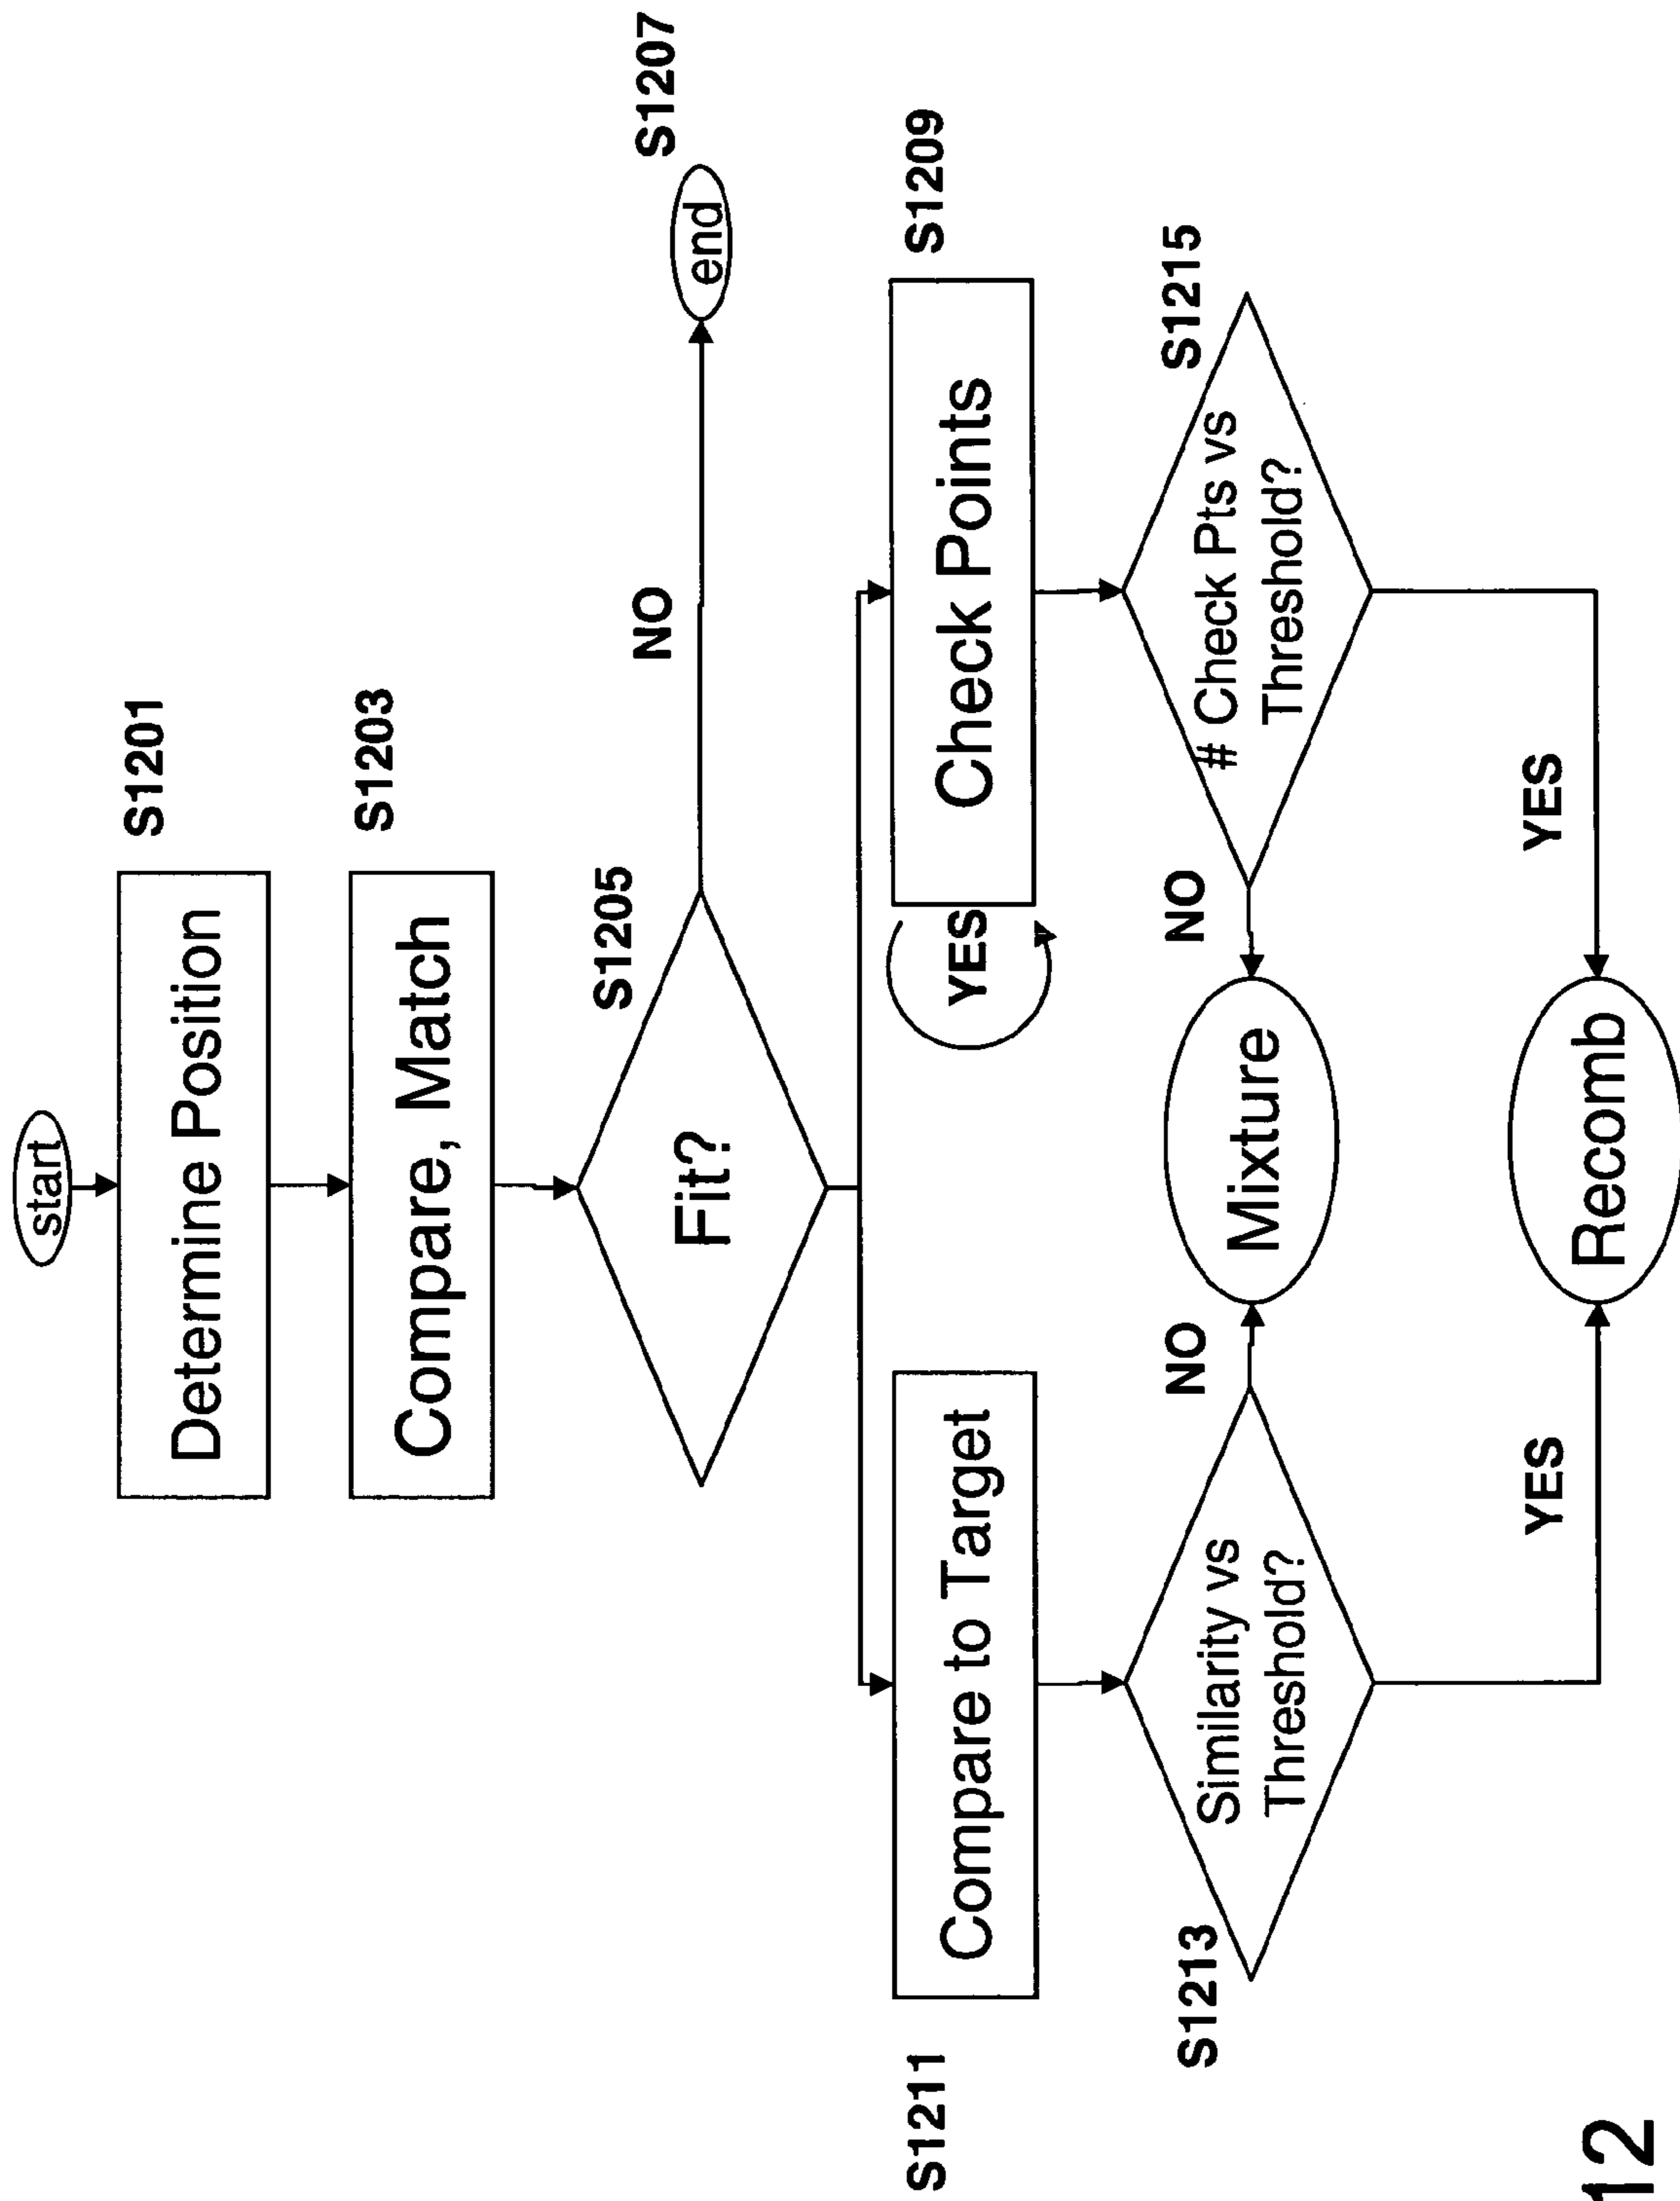 start
Determine Position
S1201
Compare, Match
S1203
Fit?
S1205
NO
end
S1207
S1211
Compare to Target
YES
Check Points
S1209
S1213
Similarity vs
Threshold?
NO
Mixture
NO
# Check Pts vs
Threshold?
S1215
YES
Recomb
YES
12